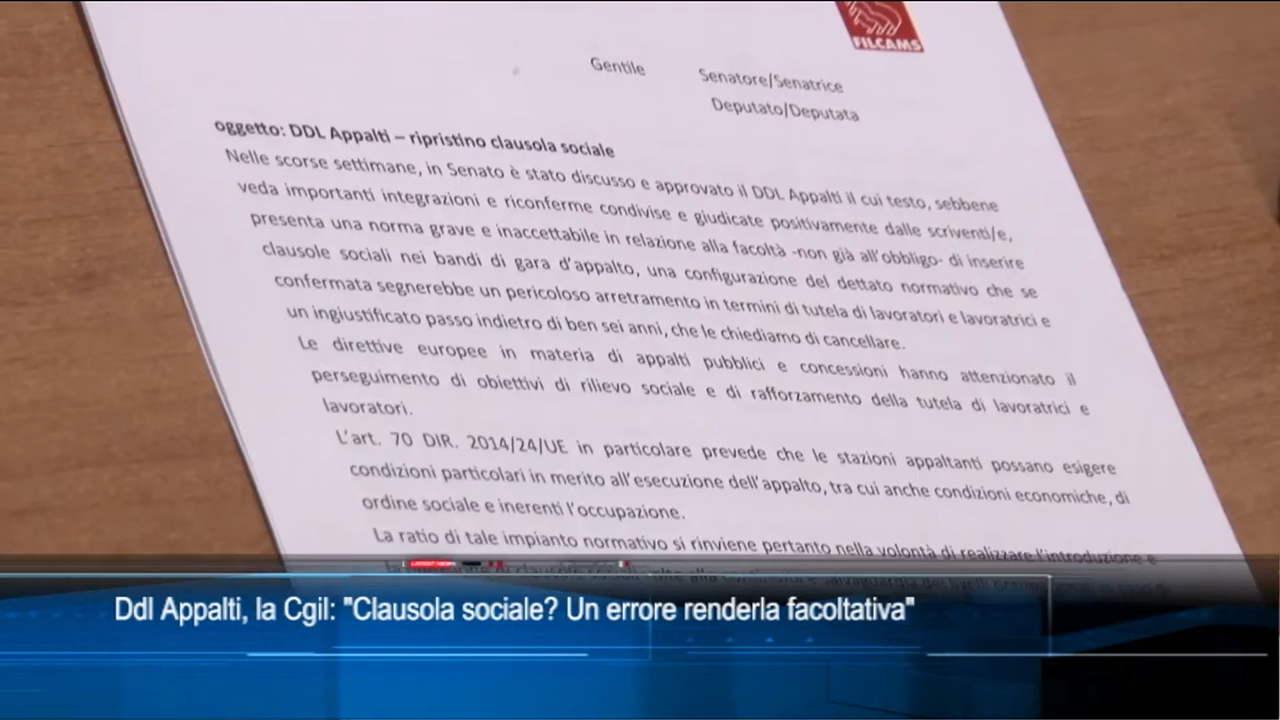 FILCAMS
Gentile Senatore/Senatrice
Deputato/Deputata
oggetto: DDL Appalti – ripristino clausola sociale
Nelle scorse settimane, in Senato è stato discusso e approvato il DDL Appalti il cui testo, sebbene
veda importanti integrazioni e riconferme condivise e giudicate positivamente dalle scriventi/e,
presenta una norma grave e inaccettabile in relazione alla facoltà -non già all'obbligo- di inserire
clausole sociali nei bandi di gara d'appalto, una configurazione del dettato normativo che se
confermata segnerebbe un pericoloso arretramento in termini di tutela di lavoratori e lavoratrici e
un ingiustificato passo indietro di ben sei anni, che le chiediamo di cancellare.
Le direttive europee in materia di appalti pubblici e concessioni hanno attenzionato il
perseguimento di obiettivi di rilievo sociale e di rafforzamento della tutela di lavoratrici e
lavoratori.
L'art. 70 DIR. 2014/24/UE in particolare prevede che le stazioni appaltanti possano esigere
condizioni particolari in merito all'esecuzione dell'appalto, tra cui anche condizioni economiche, di
ordine sociale e inerenti l'occupazione.
La ratio di tale impianto normativo si rinviene pertanto nella volontà di realizzare l'introduzione e
LATEST NEWS
Ddl Appalti, la Cgil: "Clausola sociale? Un errore renderla facoltativa"